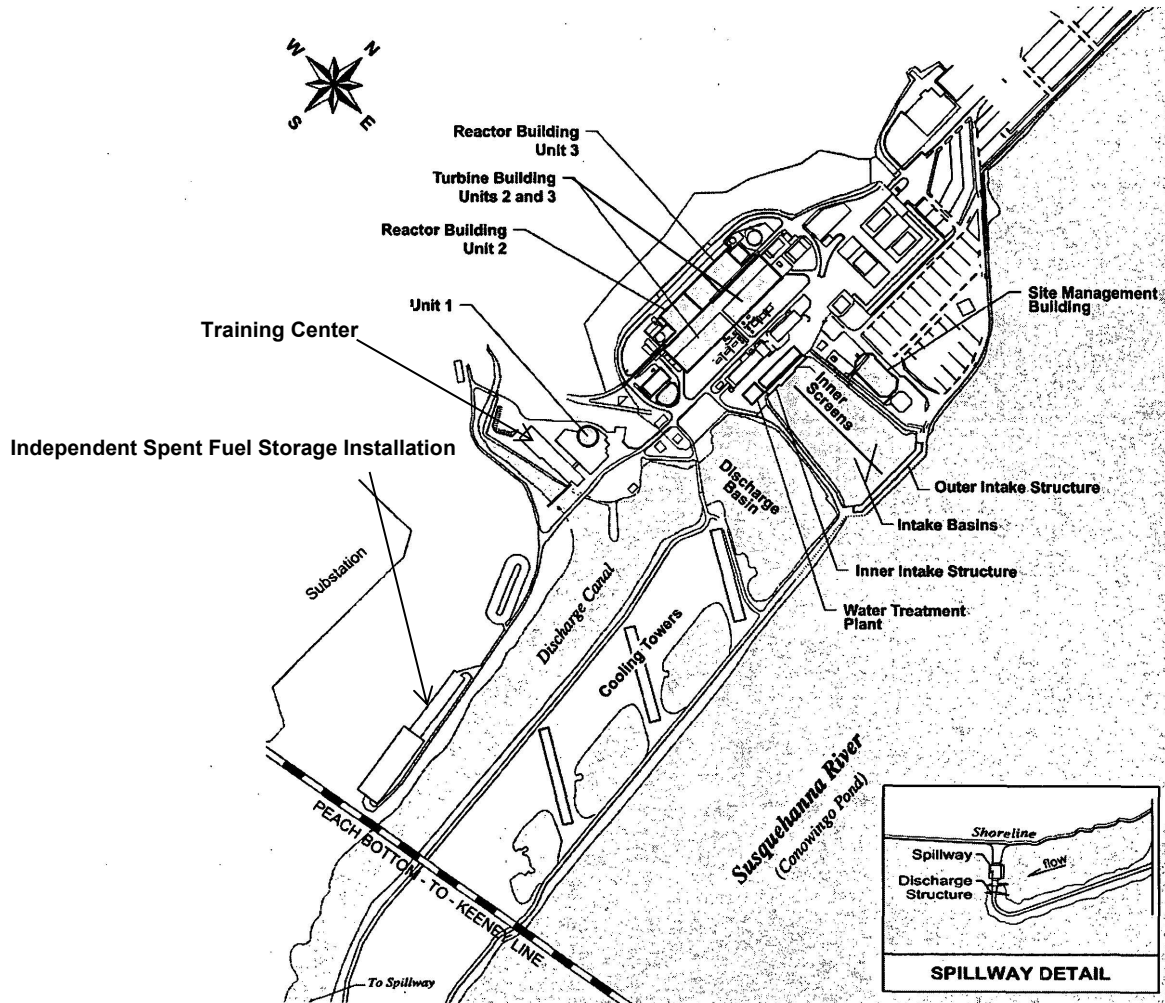 W
N
S
E
Reactor Building
Unit 3
Turbine Building
Units 2 and 3
Reactor Building
Unit 2
Unit 1
Training Center
Independent Spent Fuel Storage Installation
Site Management
Building
Inner
Screens
Discharge
Basin
Outer Intake Structure
Intake Basins
Inner Intake Structure
Water Treatment
Plant
Substation
Discharge Canal
Cooling Towers
Susquehanna River
(Conowingo Pond)
PEACH BOTTOM - TO - KEENEY LINE
To Spillway
Shoreline
Spillway
flow
Discharge
Structure
SPILLWAY DETAIL